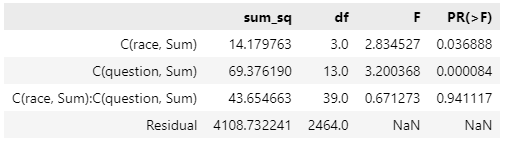 sum_sq df F PR(>F)
C(race, Sum) 14.179763 3.0 2.834527 0.036888
C(question, Sum) 69.376190 13.0 3.200368 0.000084
C(race, Sum):C(question, Sum) 43.654663 39.0 0.671273 0.941117
Residual 4108.732241 2464.0 NaN NaN